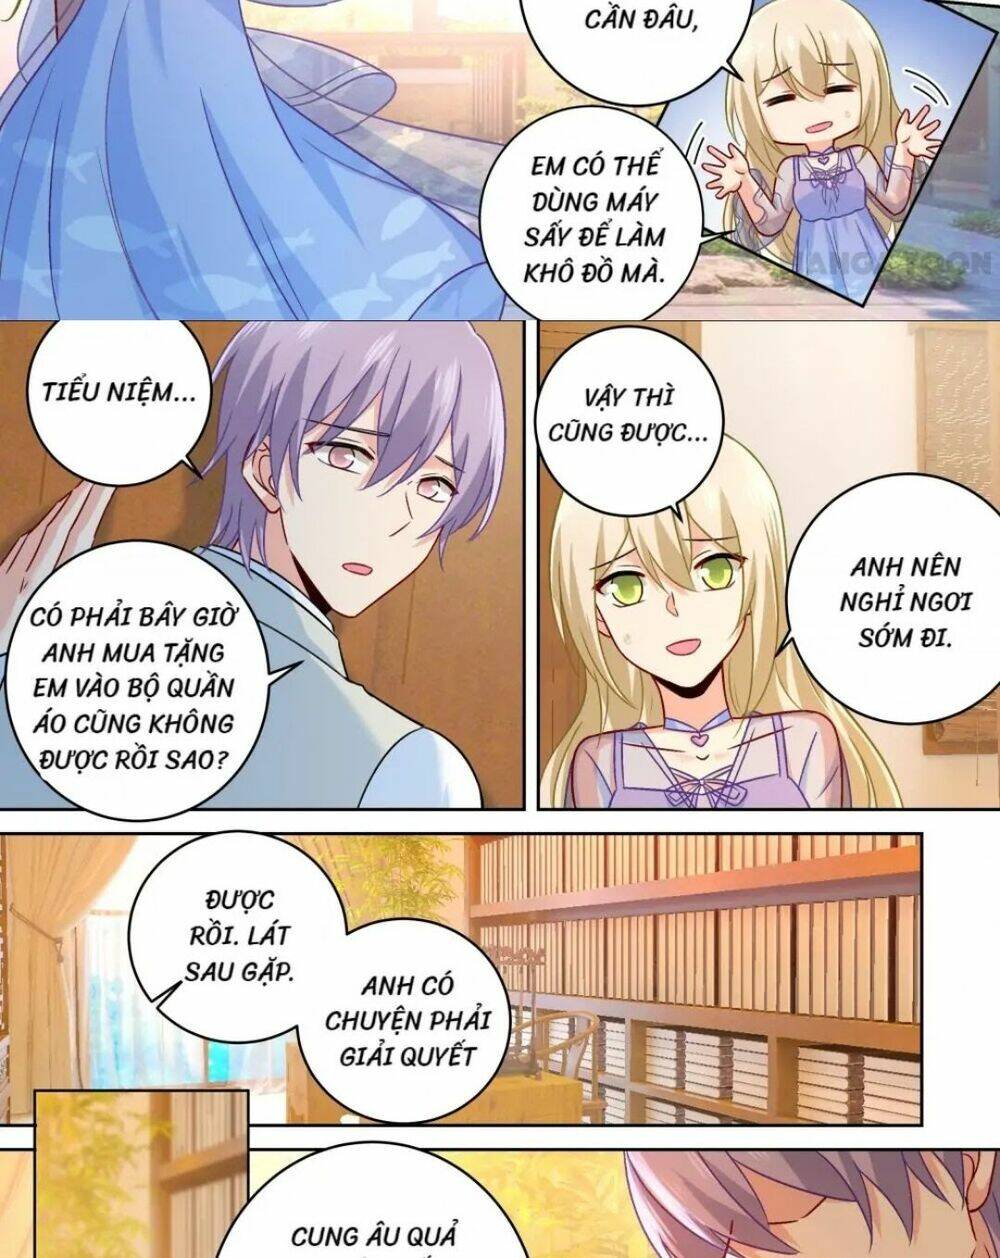 CẦN ĐÂU,
EM CÓ THỂ
DÙNG MÁY
SẤY ĐỂ LÀM
KHÔ ĐỒ MÀ.
TIỂU NIỆM...
CÓ PHẢI BÂY GIỜ
ANH MUA TẶNG
EM VÀO BỘ QUẦN
ÁO CŨNG KHÔNG
ĐƯỢC RỒI SAO?
VẬY THÌ
CŨNG ĐƯỢC...
ANH NÊN
NGHỈ NGƠI
SỚM ĐI.
ĐƯỢC
RỒI. LÁT
SAU GẶP.
ANH CÓ
CHUYỆN PHẢI
GIẢI QUYẾT
CUNG ÂU QUẢ